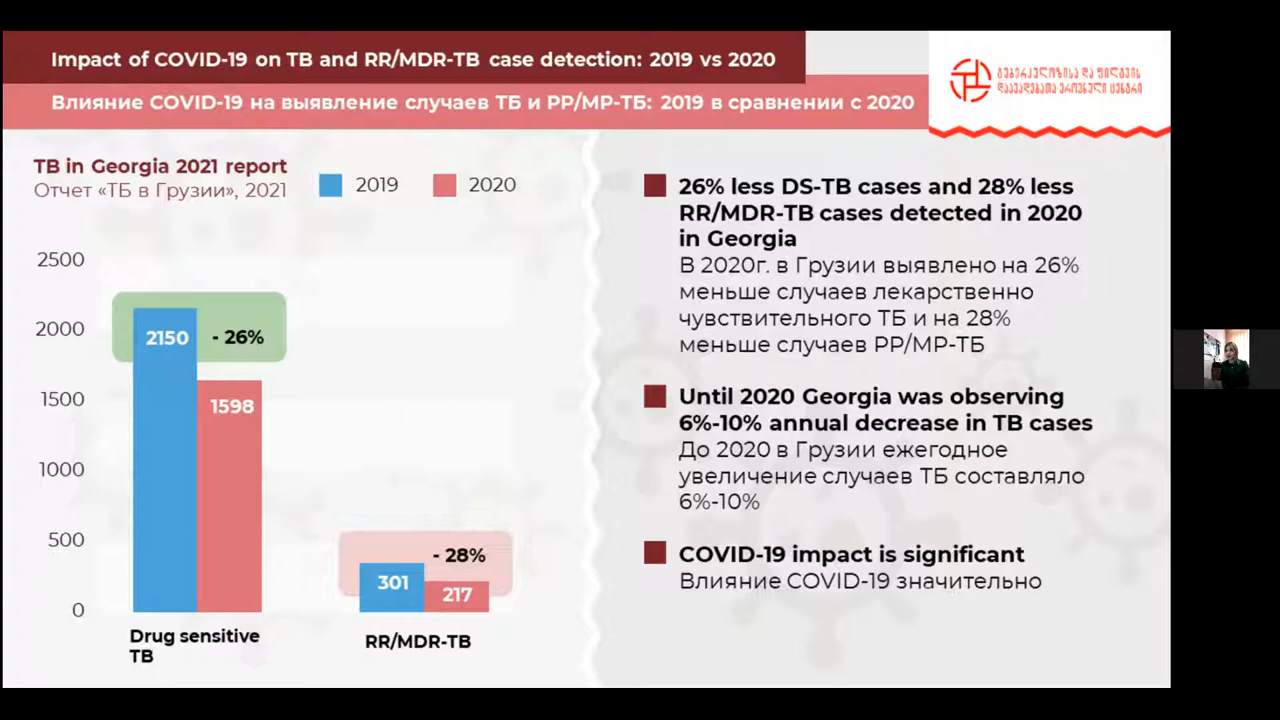 Impact of COVID-19 on TB and RR/MDR-TB case detection: 2019 vs 2020
Влияние COVID-19 на выявление случаев ТБ и РР/МР-ТБ: 2019 в сравнении с 2020
ტუბერკულოზისა და ფილტვის
დაავადებათა ეროვნული ცენტრი
TB in Georgia 2021 report
Отчет «ТБ в Грузии», 2021
2019
2020
2500
2000
1500
1000
500
0
2150
- 26%
1598
- 28%
301
217
Drug sensitive
TB
RR/MDR-TB
26% less DS-TB cases and 28% less
RR/MDR-TB cases detected in 2020
in Georgia
В 2020г. в Грузии выявлено на 26%
меньше случаев лекарственно
чувствительного ТБ и на 28%
меньше случаев РР/МР-ТБ
Until 2020 Georgia was observing
6%-10% annual decrease in TB cases
До 2020 в Грузии ежегодное
увеличение случаев ТБ составляло
6%-10%
COVID-19 impact is significant
Влияние COVID-19 значительно